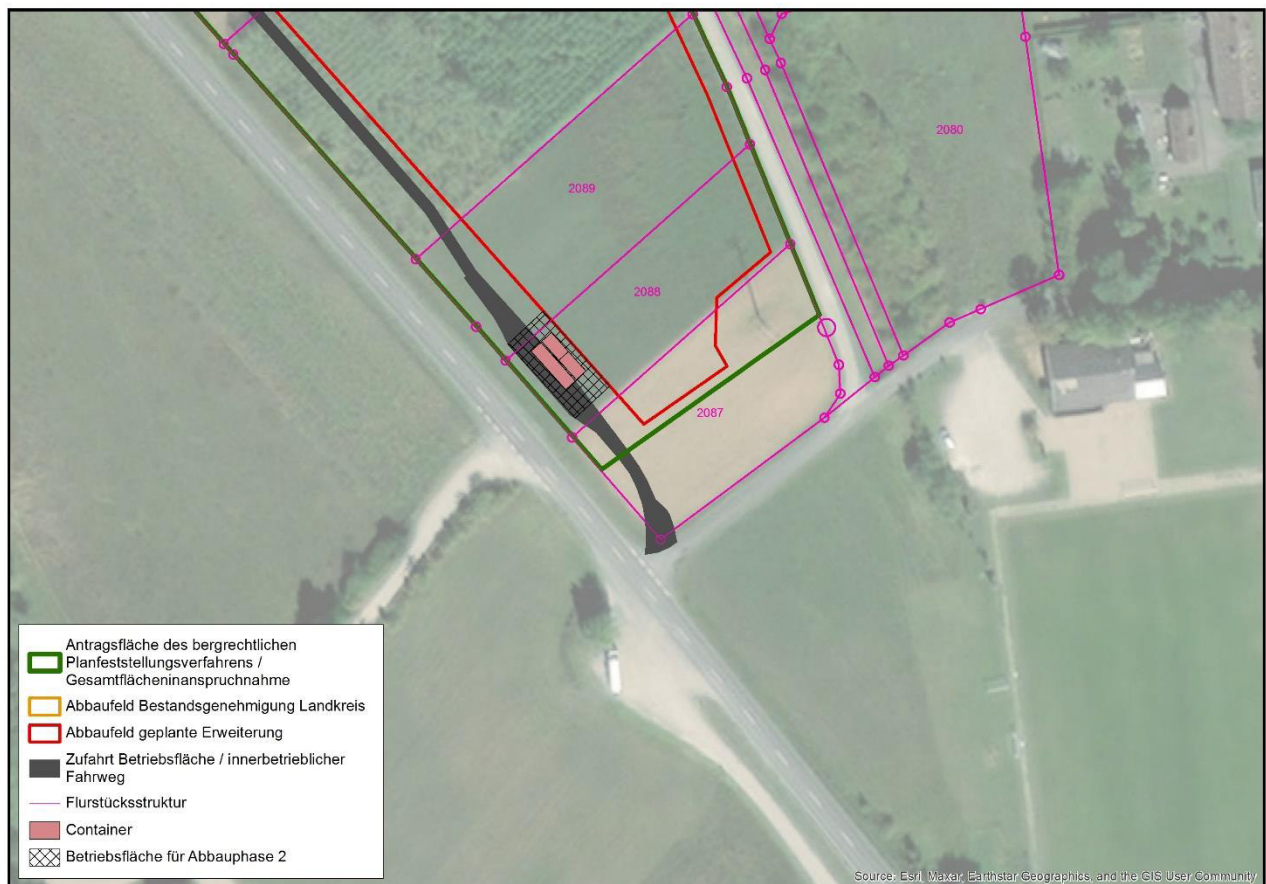 2080
2089
2088
2087
Antragsfläche des bergrechtlichen
Planfeststellungsverfahrens /
Gesamtflächeninanspruchnahme
Abbaufeld Bestandsgenehmigung Landkreis
Abbaufeld geplante Erweiterung
Zufahrt Betriebsfläche / innerbetrieblicher
Fahrweg
Flurstücksstruktur
Container
Betriebsfläche für Abbauphase 2
Source: Esri, Maxar, Earthstar Geographics, and the GIS User Community